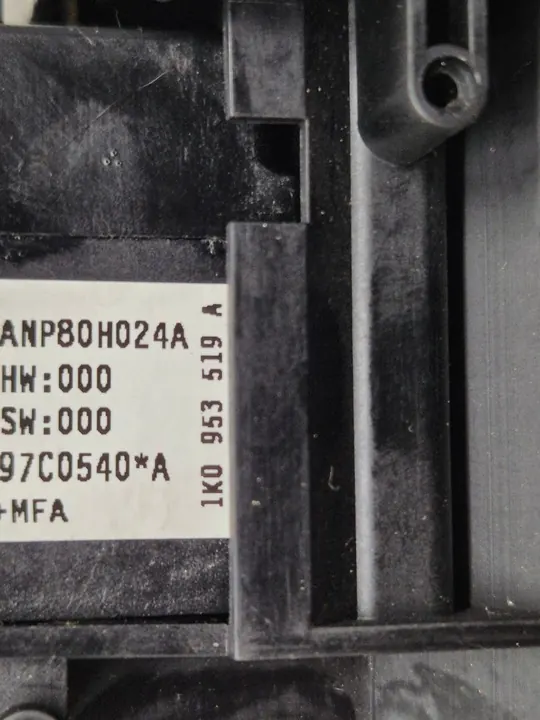 ANP80H024A
HW:000
SW:000
97C0540*A
+MFA
1K0 953 519 A